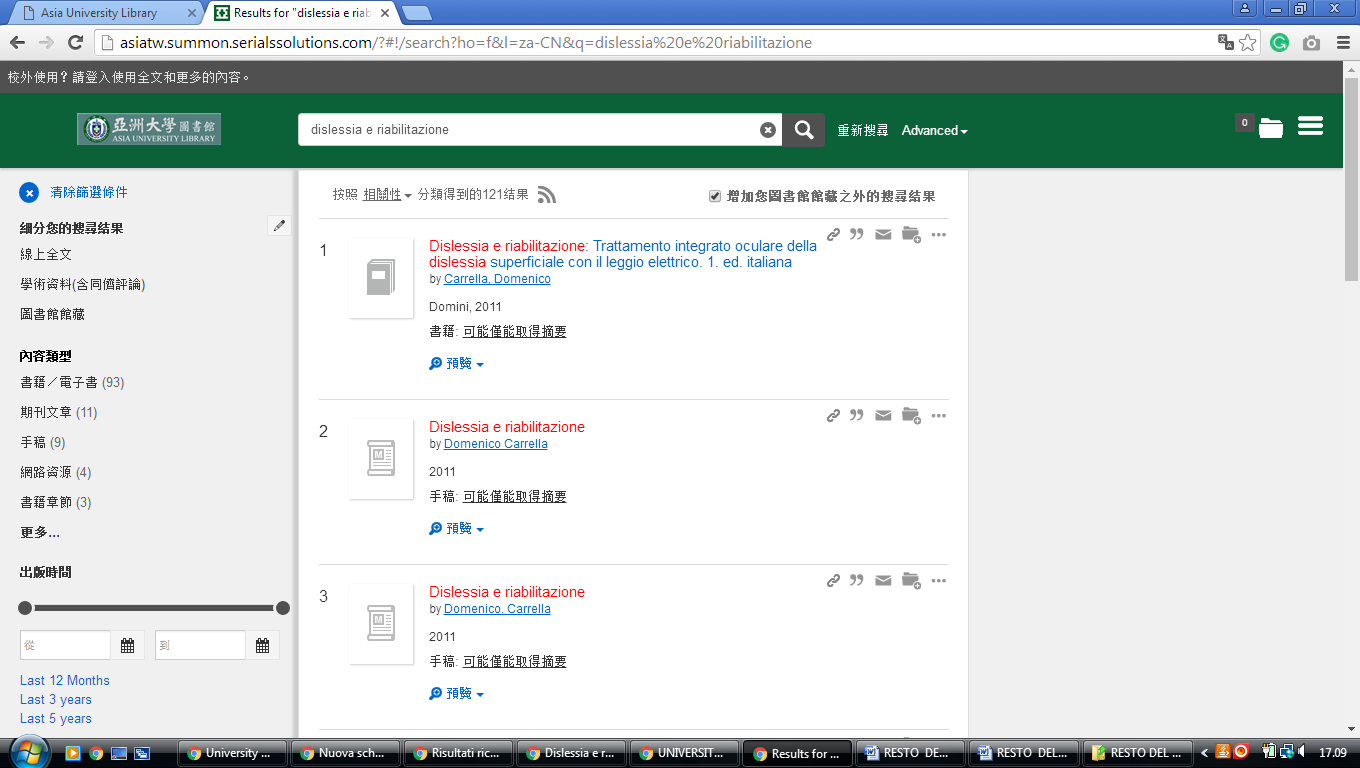 Asia University Library
Results for "dislessia e riab
asiatw.summon.serialssolutions.com/?#!/search?ho=f&l=za-CN&q=dislessia%20e%20riabilitazione
校外使用？請登入使用全文和更多的內容。
亞洲大學圖書館
ASIA UNIVERSITY LIBRARY
dislessia e riabilitazione
重新搜尋
Advanced
0
清除篩選條件
細分您的搜尋結果
線上全文
學術資料(含同儕評論)
圖書館館藏
內容類型
書籍／電子書 (93)
期刊文章 (11)
手稿 (9)
網路資源 (4)
書籍章節 (3)
更多...
出版時間
從
到
Last 12 Months
Last 3 years
Last 5 years
按照 相關性 分類得到的121结果
增加您圖書館館藏之外的搜尋結果
1
Dislessia e riabilitazione: Trattamento integrato oculare della
dislessia superficiale con il leggio elettrico. 1. ed. italiana
by Carrella, Domenico
Domini, 2011
書籍: 可能僅能取得摘要
預覽
2
Dislessia e riabilitazione
by Domenico Carrella
2011
手稿: 可能僅能取得摘要
預覽
3
Dislessia e riabilitazione
by Domenico. Carrella
2011
手稿: 可能僅能取得摘要
預覽
University ...
Nuova sch...
Risultati ric...
Dislessia e r...
UNIVERSIT...
Results for ...
RESTO DE...
RESTO DEL...
RESTO DEL ...
17.09